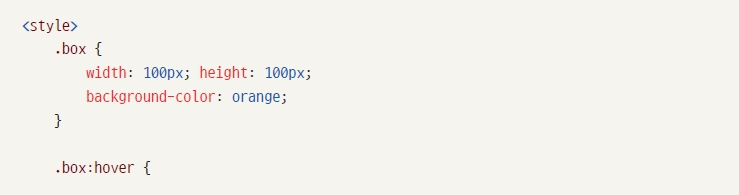 <style>
.box {
width: 100px; height: 100px;
background-color: orange;
}
.box:hover {